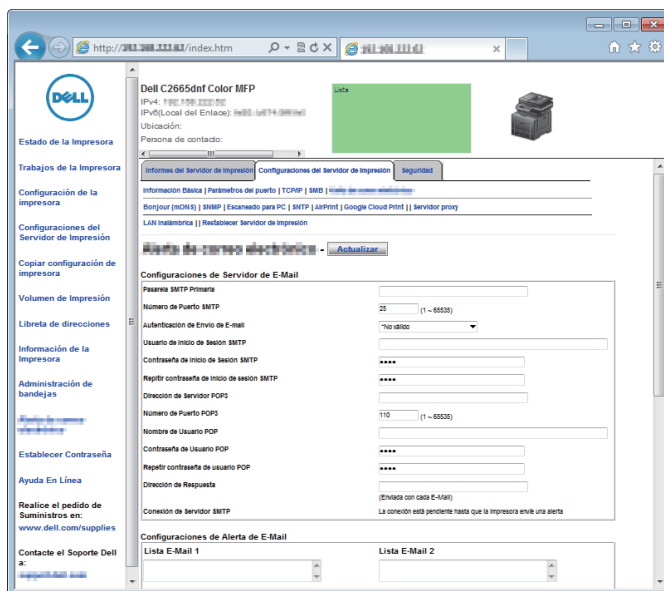 http://
/index.htm
DELL
Dell C2665dnf Color MFP
IPv4:
IPv6(Local del Enlace):
Ubicación:
Persona de contacto:
Lista
Estado de la Impresora
Trabajos de la Impresora
Configuración de la
impresora
Configuraciones del
Servidor de Impresión
Copiar configuración de
impresora
Volumen de Impresión
Libreta de direcciones
Información de la
Impresora
Administración de
bandejas
Establecer Contraseña
Ayuda En Línea
Realice el pedido de
Suministros en:
www.dell.com/supplies
Contacte el Soporte Dell
a:
Informes del Servidor de Impresión
Configuraciones del Servidor de Impresión
Seguridad
Información Básica | Parámetros del puerto | TCP/IP | SMB |
Bonjour (mDNS) | SNMP | Escaneado para PC | SNTP | AirPrint | Google Cloud Print | | Servidor proxy
LAN Inalámbrica | | Restablecer Servidor de Impresión
Alerta de correo electrónico - Actualizar
Configuraciones de Servidor de E-Mail
Pasarela SMTP Primaria
Número de Puerto SMTP 25 (1 ~ 65535)
Autenticación de Envío de E-mail *No válido
Usuario de Inicio de Sesión SMTP
Contraseña de Inicio de Sesión SMTP ••••
Repitir contraseña de inicio de sesión SMTP ••••
Dirección de Servidor POP3
Número de Puerto POP3 110 (1 ~ 65535)
Nombre de Usuario POP
Contraseña de Usuario POP ••••
Repetir contraseña de usuario POP ••••
Dirección de Respuesta
(Enviada con cada E-Mail)
Conexión de Servidor SMTP La conexión está pendiente hasta que la impresora envíe una alerta
Configuraciones de Alerta de E-Mail
Lista E-Mail 1 Lista E-Mail 2